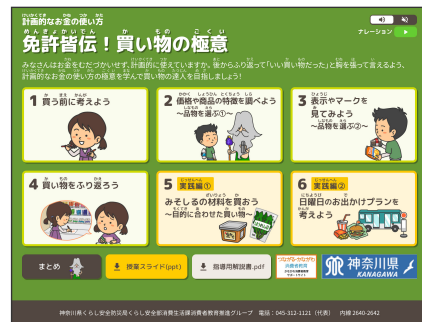 計画的なお金の使い方
免許皆伝！買い物の極意
ナレーション
みなさんはお金をむだづかいせず、計画的に使えていますか。後からふり返って「いい買い物だった」と胸を張って言えるよう、
計画的なお金の使い方の極意を学んで買い物の達人を目指しましょう！
1 買う前に考えよう
2 価格や商品の特徴を調べよう
〜品物を選ぶ①〜
3 表示やマークを
見てみよう
〜品物を選ぶ②〜
4 買い物をふり返ろう
5 実践編①
みそしるの材料を買おう
〜目的に合わせた買い物〜
6 実践編②
日曜日のお出かけプランを
考えよう
まとめ
授業スライド(ppt)
指導用解説書.pdf
つながる・かながわ
消費者教育
神奈川県
KANAGAWA
神奈川県くらし安全防災局くらし安全部消費生活課消費者教育推進グループ 電話：045-312-1121（代表） 内線 2640-2642